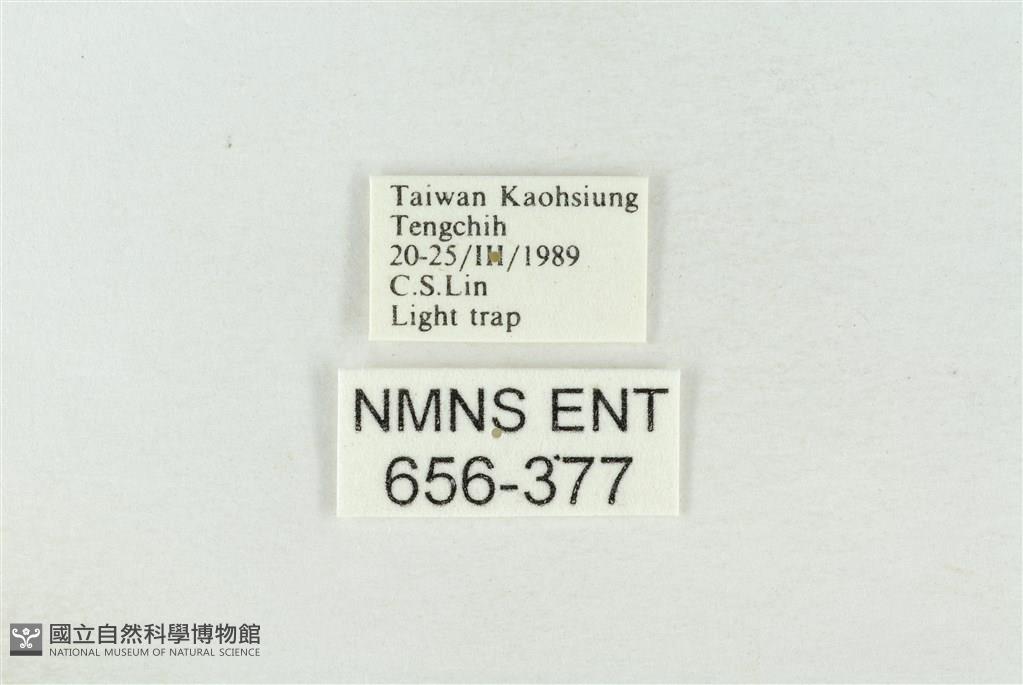 Taiwan Kaohsiung
Tengchih
20-25/III/1989
C.S.Lin
Light trap
NMNS ENT
656-377
國立自然科學博物館
NATIONAL MUSEUM OF NATURAL SCIENCE